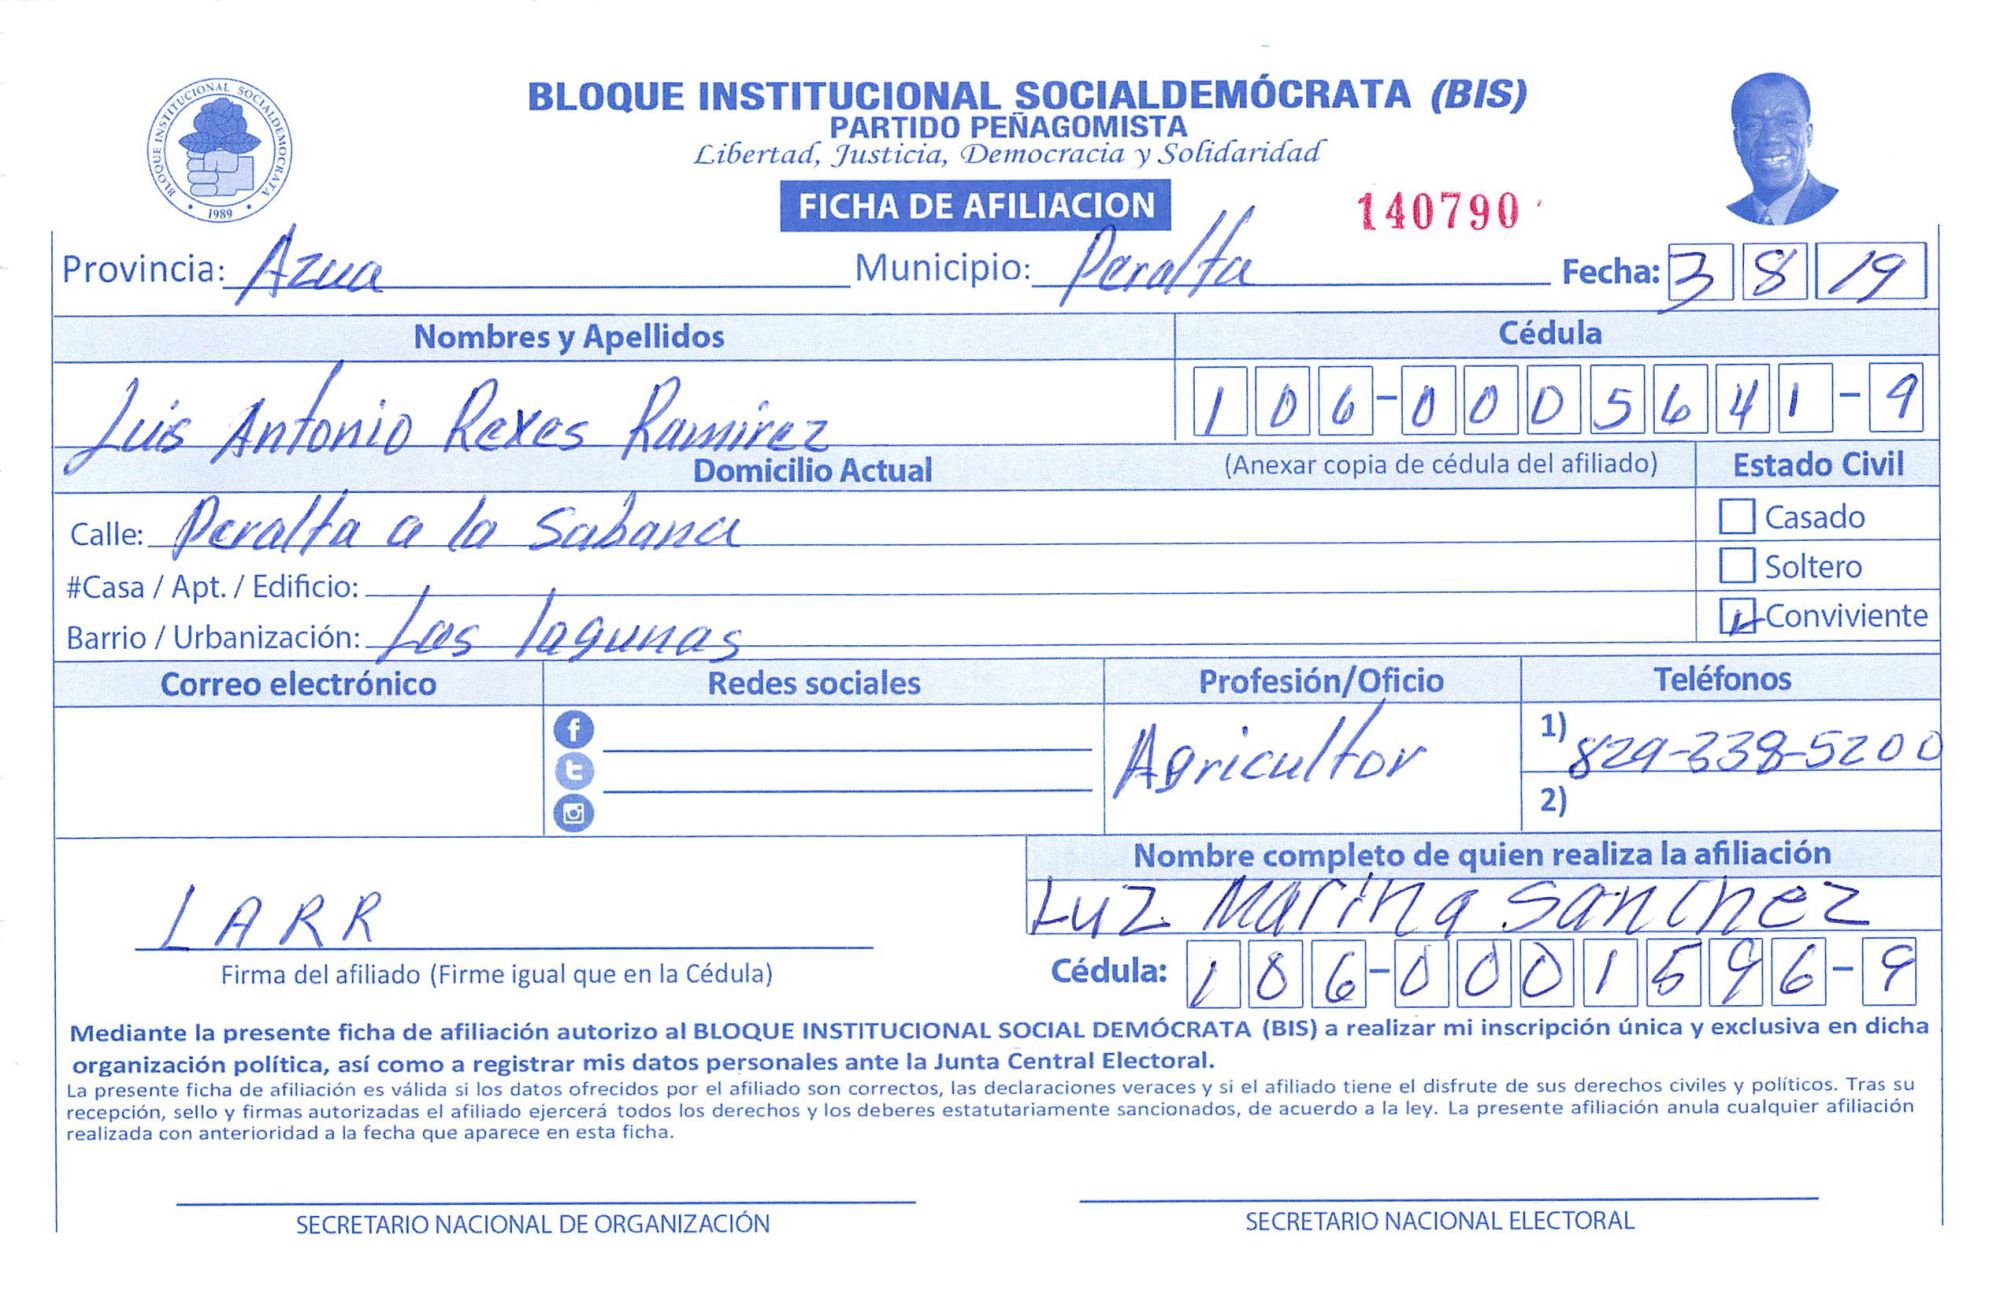 BLOQUE INSTITUCIONAL SOCIALDEMOCRATA
1989
BLOQUE INSTITUCIONAL SOCIALDEMÓCRATA (BIS)
PARTIDO PEÑAGOMISTA
Libertad, Justicia, Democracia y Solidaridad
FICHA DE AFILIACION 140790
Provincia: Azua Municipio: Peralta Fecha: 3 8 19
Nombres y Apellidos Cédula
Luis Antonio Rexes Ramirez 106-0005641-9
Domicilio Actual (Anexar copia de cédula del afiliado) Estado Civil
Calle: Peralta a la Sabana Casado
#Casa / Apt. / Edificio: Soltero
Barrio / Urbanización: Las lagunas Conviviente
Correo electrónico Redes sociales Profesión/Oficio Teléfonos
Agricultor 1) 829-338-5200
2)
Nombre completo de quien realiza la afiliación
LARR Luz Marina Sanchez
Firma del afiliado (Firme igual que en la Cédula) Cédula: 106-0001596-9
Mediante la presente ficha de afiliación autorizo al BLOQUE INSTITUCIONAL SOCIAL DEMÓCRATA (BIS) a realizar mi inscripción única y exclusiva en dicha
organización política, así como a registrar mis datos personales ante la Junta Central Electoral.
La presente ficha de afiliación es válida si los datos ofrecidos por el afiliado son correctos, las declaraciones veraces y si el afiliado tiene el disfrute de sus derechos civiles y políticos. Tras su
recepción, sello y firmas autorizadas el afiliado ejercerá todos los derechos y los deberes estatutariamente sancionados, de acuerdo a la ley. La presente afiliación anula cualquier afiliación
realizada con anterioridad a la fecha que aparece en esta ficha.
SECRETARIO NACIONAL DE ORGANIZACIÓN SECRETARIO NACIONAL ELECTORAL